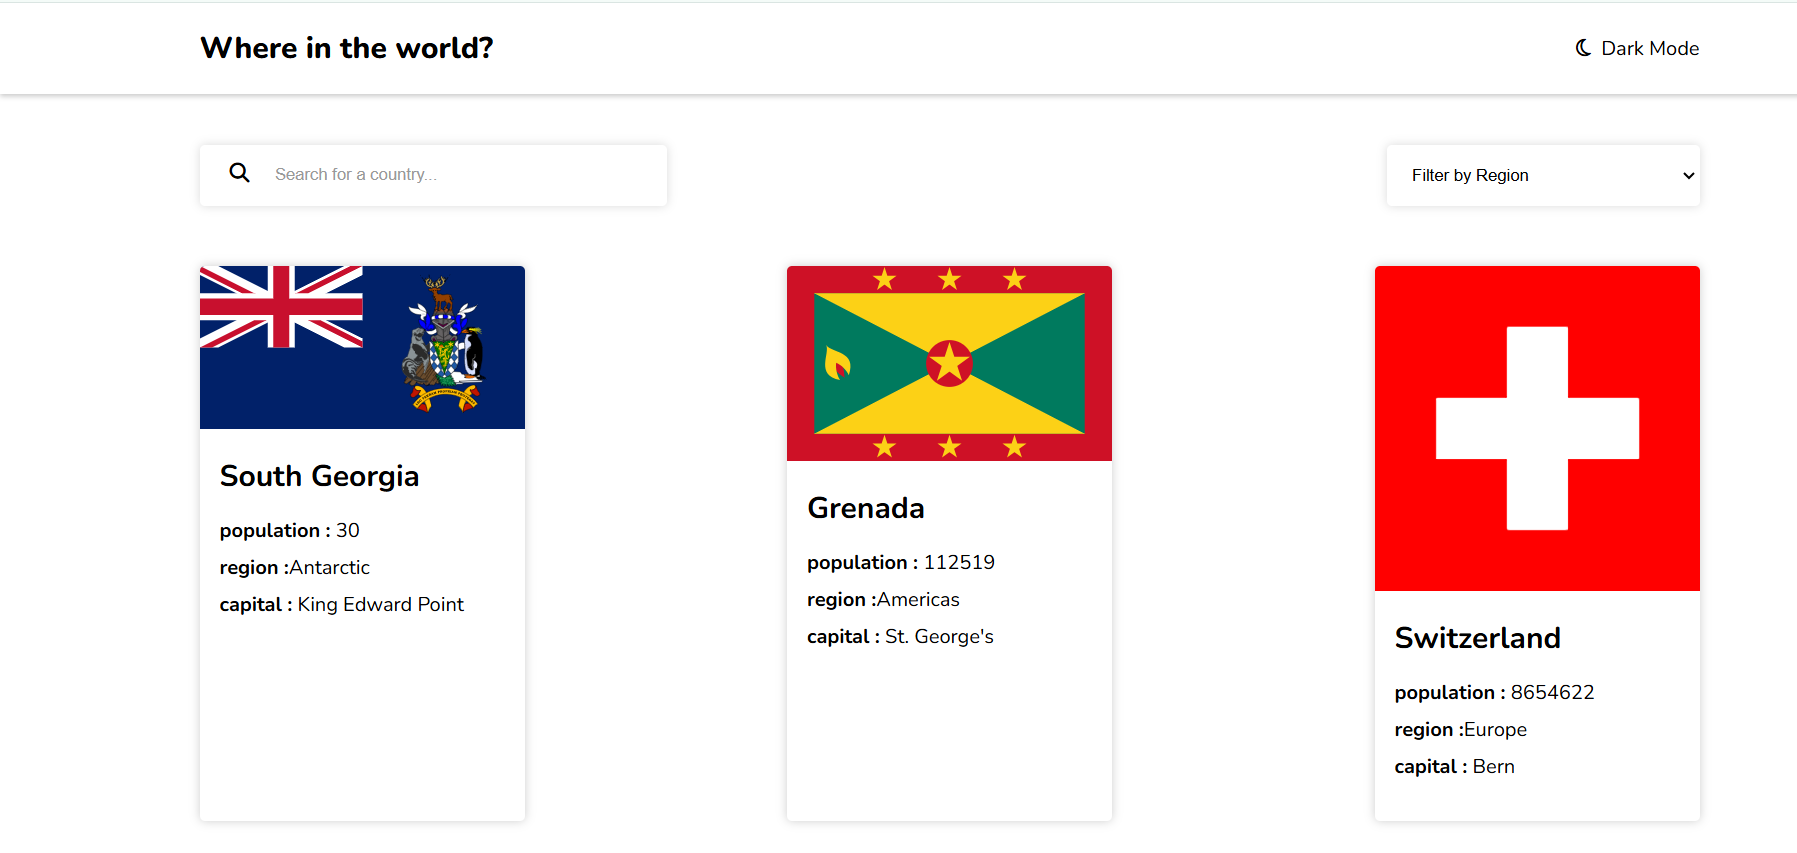 Where in the world?
Dark Mode
Search for a country...
Filter by Region
South Georgia
population : 30
region :Antarctic
capital : King Edward Point
Grenada
population : 112519
region :Americas
capital : St. George's
Switzerland
population : 8654622
region :Europe
capital : Bern